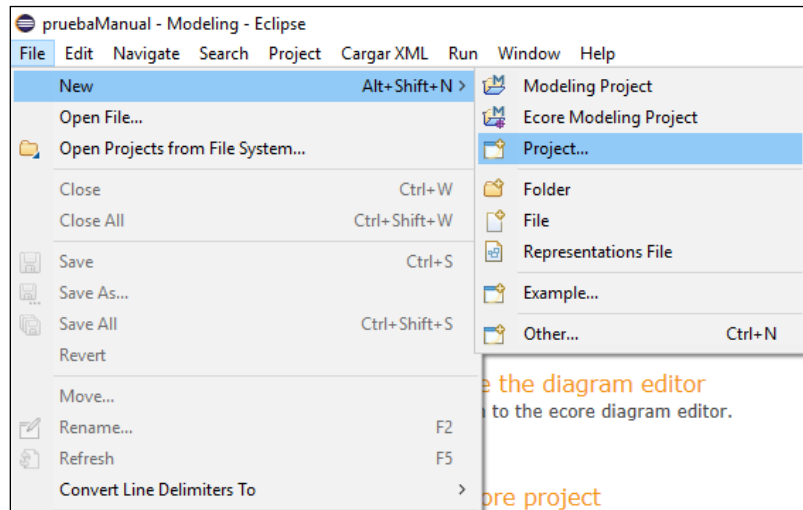 pruebaManual - Modeling - Eclipse
File Edit Navigate Search Project Cargar XML Run Window Help
New Alt+Shift+N >
Open File...
Open Projects from File System...
Close Ctrl+W
Close All Ctrl+Shift+W
Save Ctrl+S
Save As...
Save All Ctrl+Shift+S
Revert
Move...
Rename... F2
Refresh F5
Convert Line Delimiters To >
Modeling Project
Ecore Modeling Project
Project...
Folder
File
Representations File
Example...
Other... Ctrl+N
the diagram editor
to the ecore diagram editor.
project